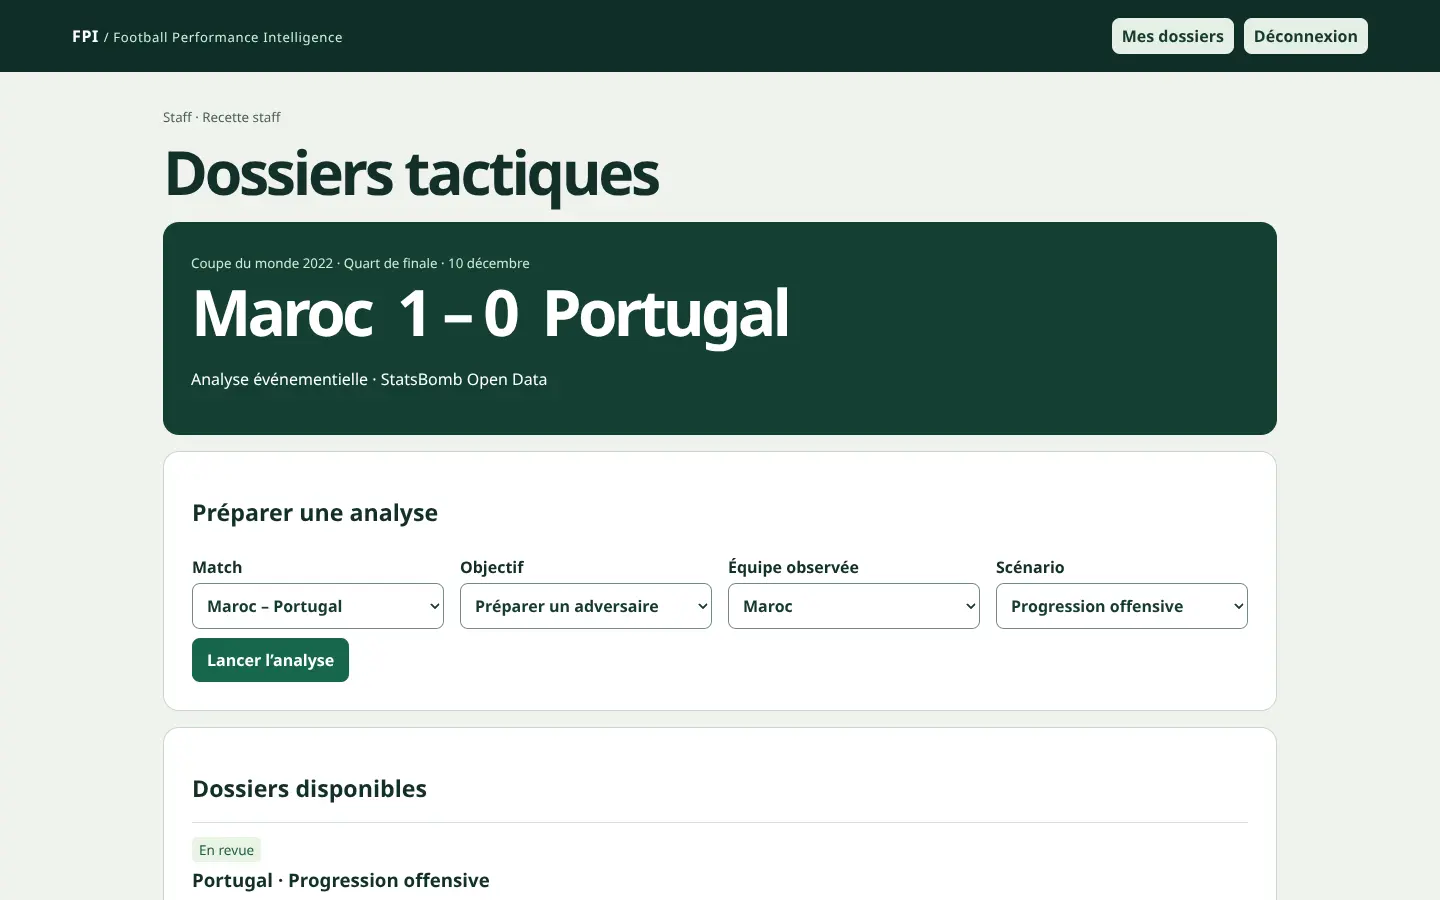 FPI / Football Performance Intelligence
Mes dossiers
Déconnexion
Staff · Recette staff
Dossiers tactiques
Coupe du monde 2022 · Quart de finale · 10 décembre
Maroc 1 – 0 Portugal
Analyse événementielle · StatsBomb Open Data
Préparer une analyse
Match
Objectif
Équipe observée
Scénario
Maroc – Portugal
Préparer un adversaire
Maroc
Progression offensive
Lancer l’analyse
Dossiers disponibles
En revue
Portugal · Progression offensive